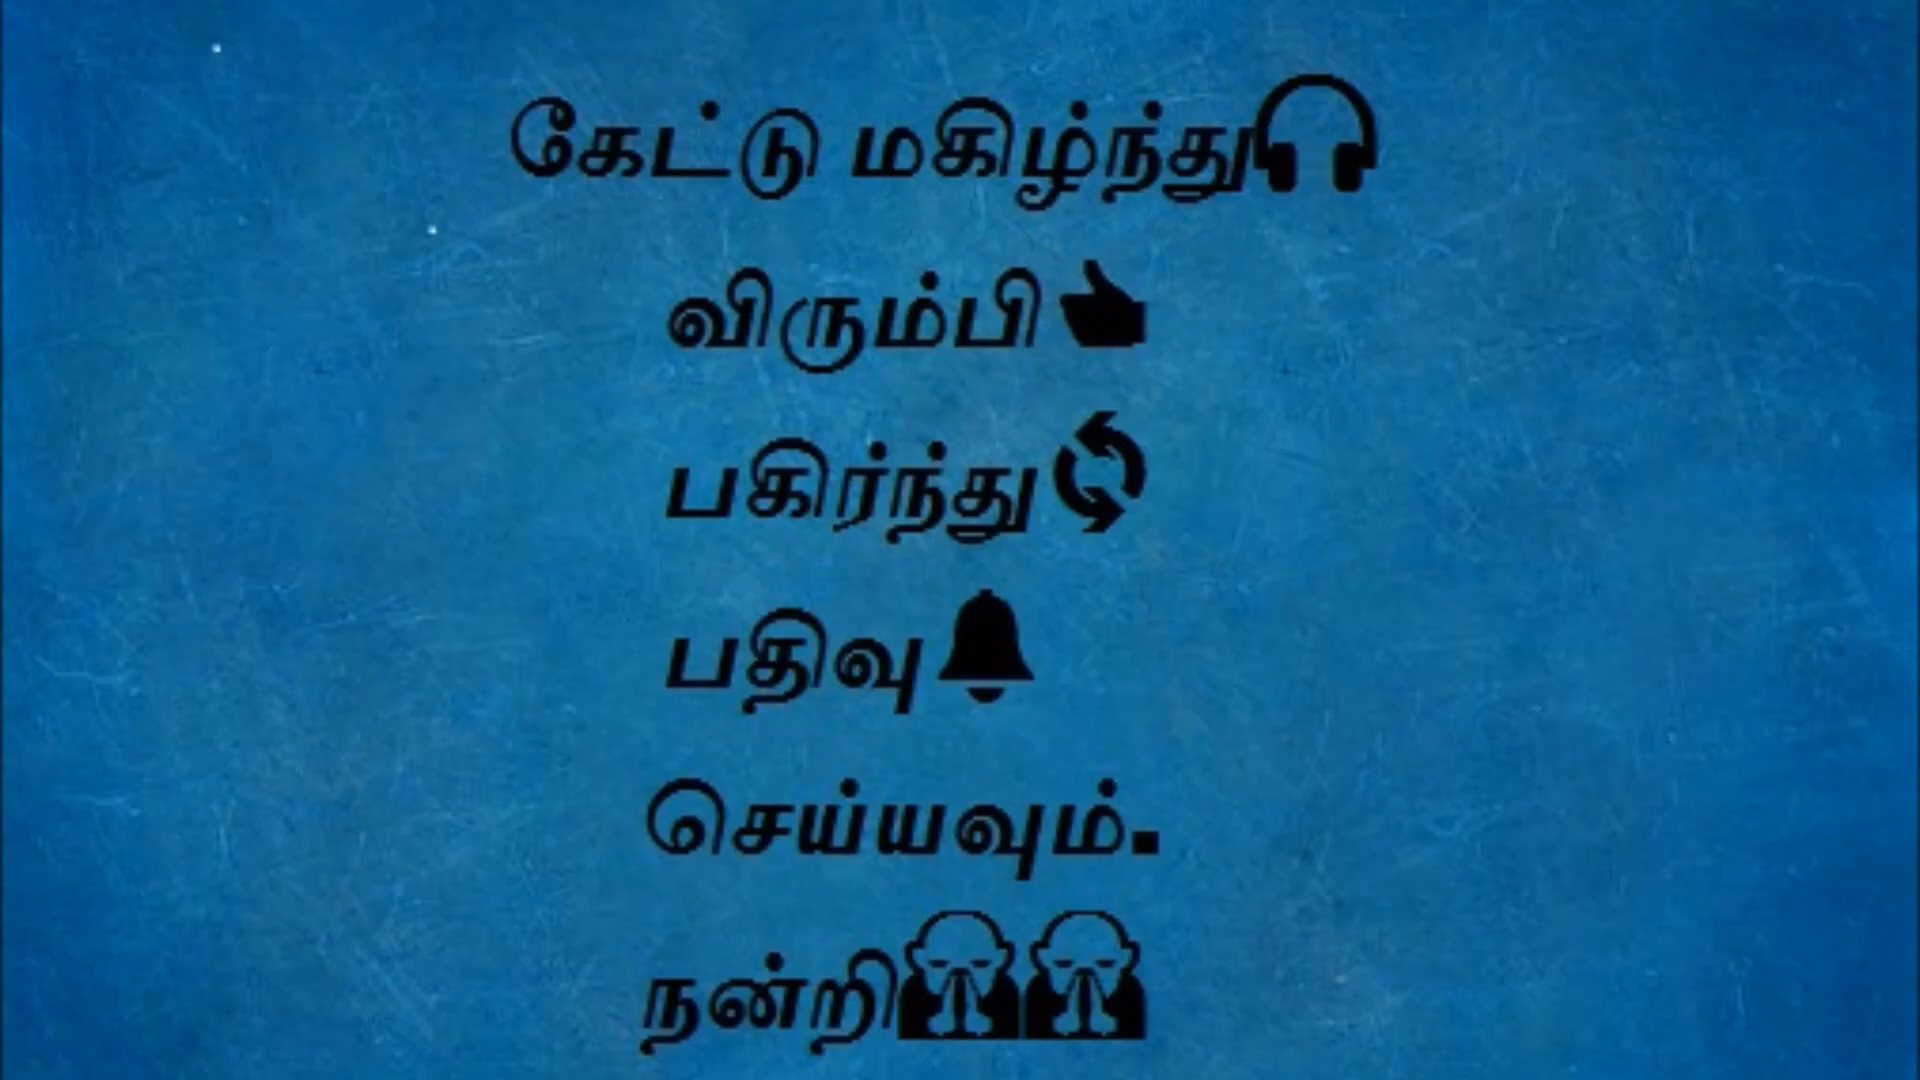 கேட்டு மகிழ்ந்து🎧
விரும்பி👍
பகிர்ந்து🔄
பதிவு🔔
செய்யவும்.
நன்றி🙏🙏